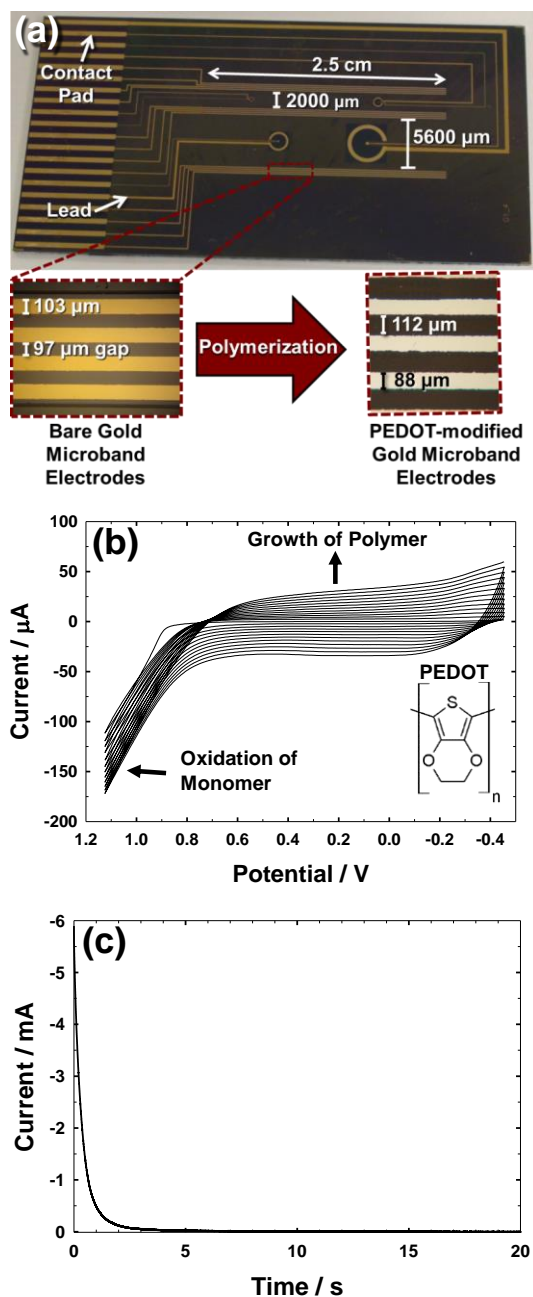 (a)
Contact
Pad
2.5 cm
2000 µm
5600 µm
Lead
103 µm
97 µm gap
Polymerization
112 µm
88 µm
Bare Gold
Microband
Electrodes
PEDOT-modified
Gold Microband
Electrodes
(b)
Growth of Polymer
PEDOT
S
O
O
n
Oxidation of
Monomer
Current / µA
100
50
0
-50
-100
-150
-200
1.2 1.0 0.8 0.6 0.4 0.2 0.0 -0.2 -0.4
Potential / V
(c)
Current / mA
-6
-5
-4
-3
-2
-1
0
0 5 10 15 20
Time / s